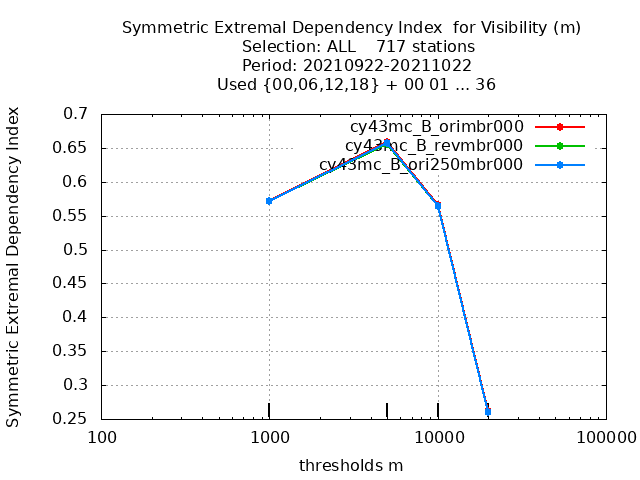 Symmetric Extremal Dependency Index  for Visibility (m)
Selection: ALL    717 stations
Period: 20210922-20211022
Used {00,06,12,18} + 00 01 ... 36
cy43mc_B_orimbr000
cy43mc_B_revmbr000
cy43mc_B_ori250mbr000
Symmetric Extremal Dependency Index
0.7
0.65
0.6
0.55
0.5
0.45
0.4
0.35
0.3
0.25
100 1000 10000 100000
thresholds m